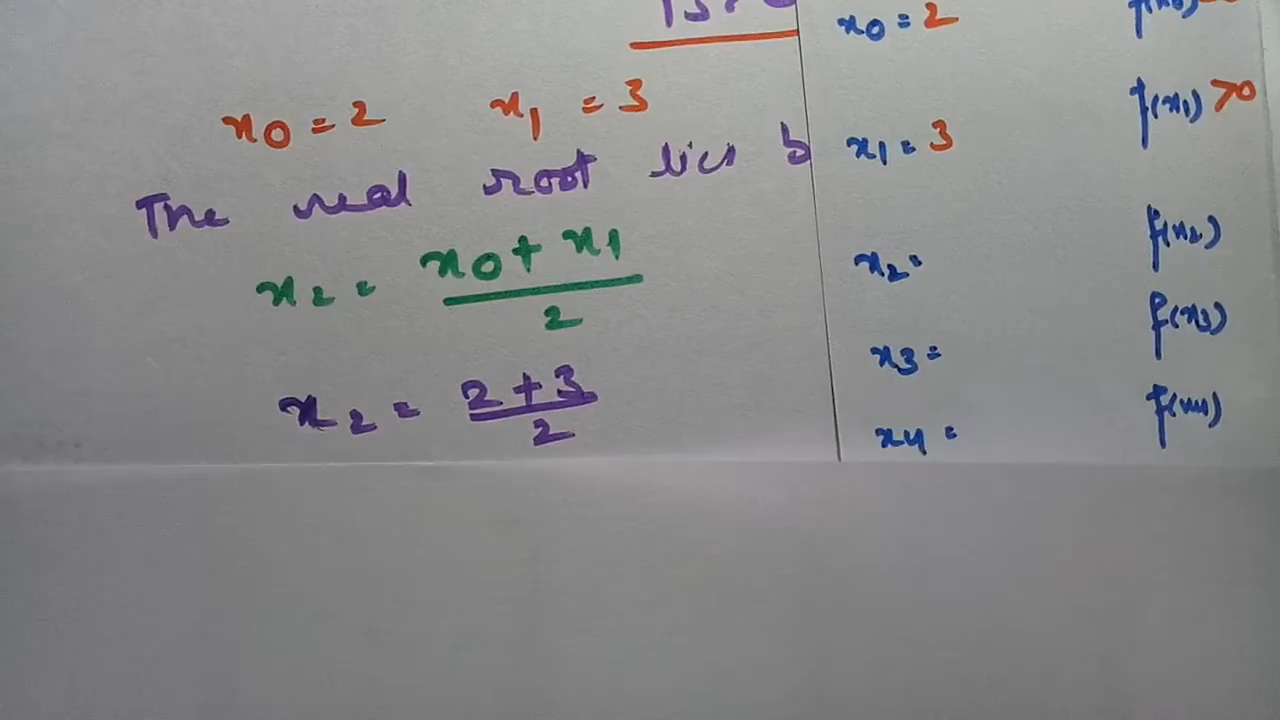 x0 = 2 x1 = 3
The real root lies b
x2 = x0 + x1 / 2
x2 = 2 + 3 / 2
x0 = 2
x1 = 3 f(x1) >0
x2 = f(x2)
x3 = f(x3)
x4 = f(x4)